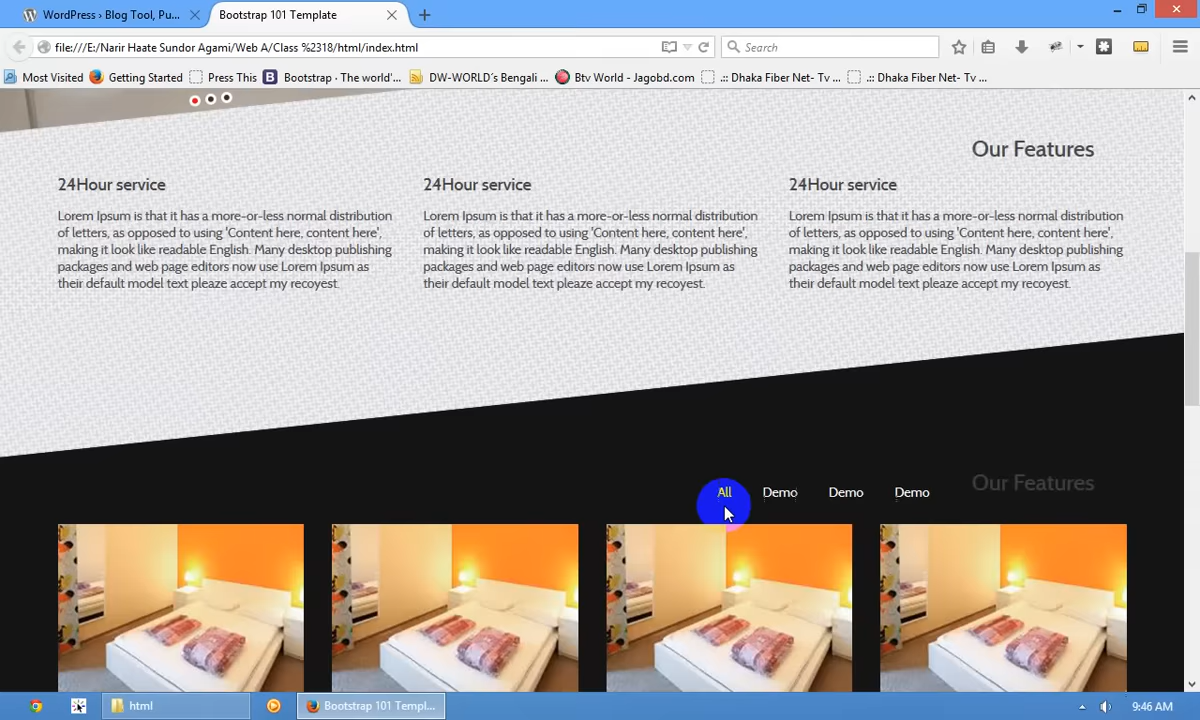 WordPress › Blog Tool, Pu...
Bootstrap 101 Template
file:///E:/Narir Haate Sundor Agami/Web A/Class %2318/html/index.html
Search
Most Visited
Getting Started
Press This
Bootstrap · The world'...
DW-WORLD´s Bengali ...
Btv World - Jagobd.com
.:: Dhaka Fiber Net- Tv ...
.:: Dhaka Fiber Net- Tv ...
Our Features
24Hour service
Lorem Ipsum is that it has a more-or-less normal distribution
of letters, as opposed to using 'Content here, content here',
making it look like readable English. Many desktop publishing
packages and web page editors now use Lorem Ipsum as
their default model text pleaze accept my recoyest.
24Hour service
Lorem Ipsum is that it has a more-or-less normal distribution
of letters, as opposed to using 'Content here, content here',
making it look like readable English. Many desktop publishing
packages and web page editors now use Lorem Ipsum as
their default model text pleaze accept my recoyest.
24Hour service
Lorem Ipsum is that it has a more-or-less normal distribution
of letters, as opposed to using 'Content here, content here',
making it look like readable English. Many desktop publishing
packages and web page editors now use Lorem Ipsum as
their default model text pleaze accept my recoyest.
All
Demo
Demo
Demo
Our Features
html
Bootstrap 101 Templ...
9:46 AM